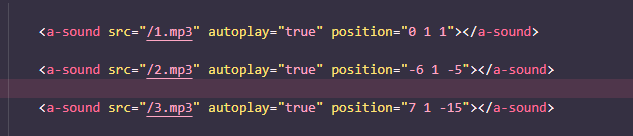 <a-sound src="/1.mp3" autoplay="true" position="0 1 1"></a-sound>
<a-sound src="/2.mp3" autoplay="true" position="-6 1 -5"></a-sound>
<a-sound src="/3.mp3" autoplay="true" position="7 1 -15"></a-sound>